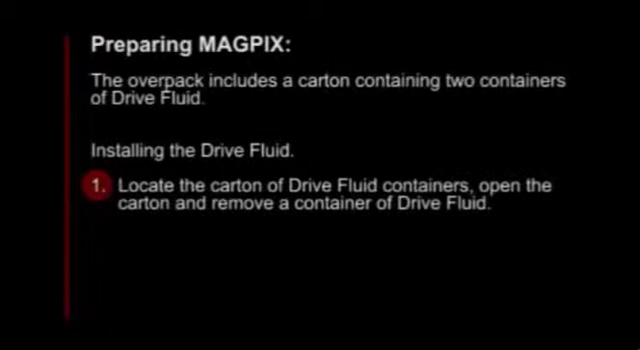 Preparing MAGPIX:
The overpack includes a carton containing two containers
of Drive Fluid.
Installing the Drive Fluid.
1. Locate the carton of Drive Fluid containers, open the
carton and remove a container of Drive Fluid.